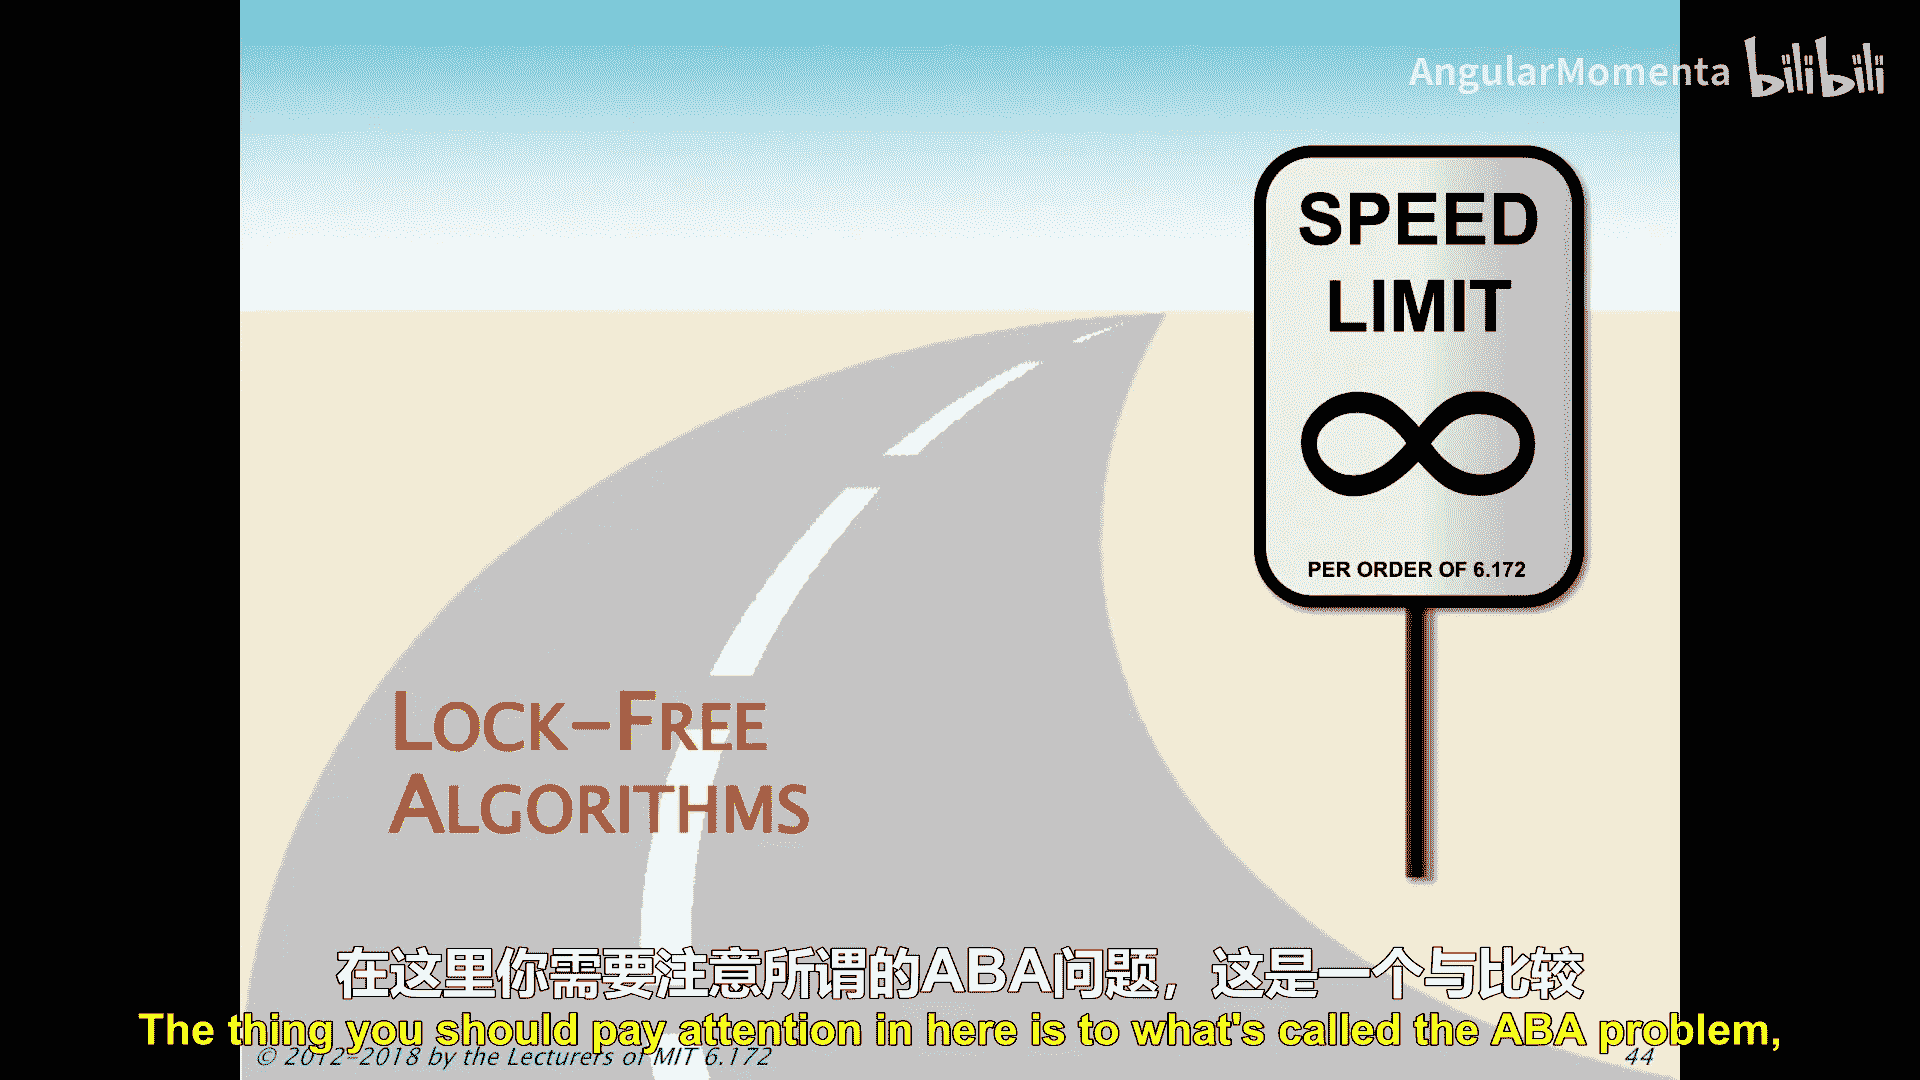 AngularMomenta bilibili
SPEED
LIMIT
∞
PER ORDER OF 6.172
LOCK–FREE
ALGORITHMS
在这里你需要注意所谓的ABA问题，这是一个与比较
The thing you should pay attention in here is to what's called the ABA problem,
© 2012–2018 by the Lecturers of MIT 6.172
44